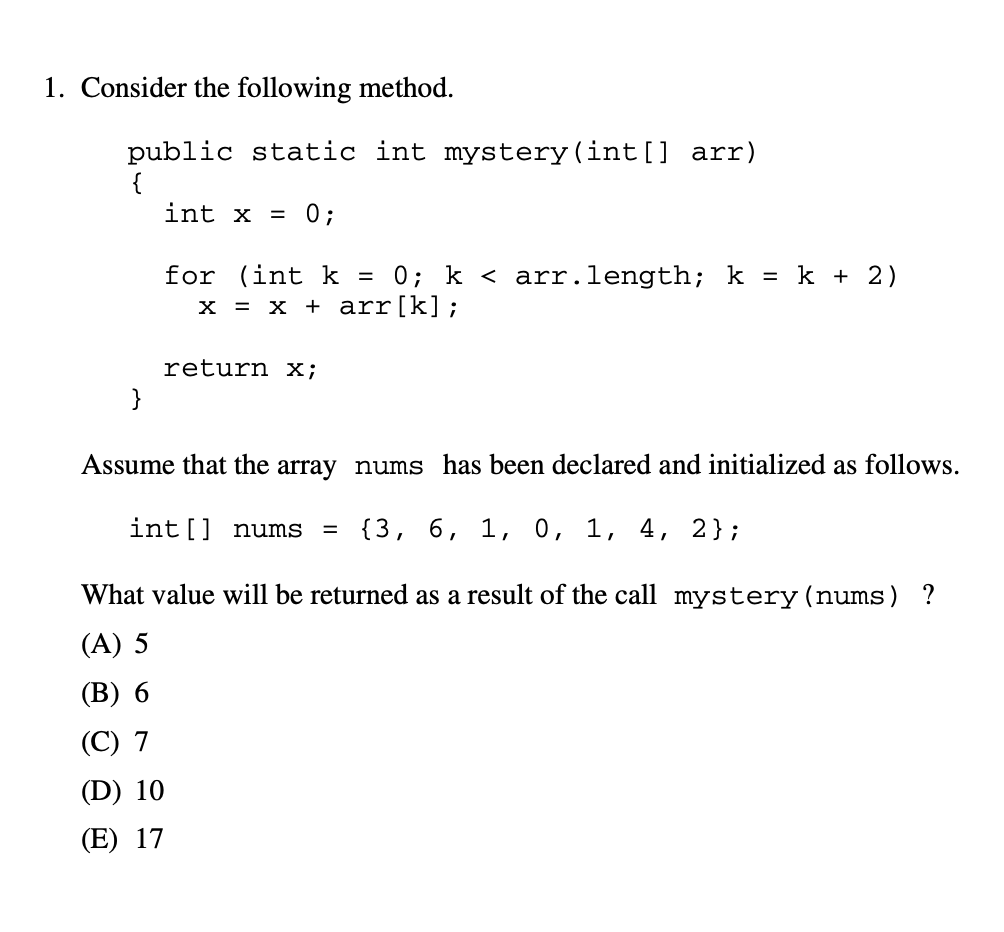 1. Consider the following method.
public static int mystery(int[] arr)
{
int x = 0;
for (int k = 0; k < arr.length; k = k + 2)
x = x + arr[k];
return x;
}
Assume that the array nums has been declared and initialized as follows.
int[] nums = {3, 6, 1, 0, 1, 4, 2};
What value will be returned as a result of the call mystery(nums) ?
(A) 5
(B) 6
(C) 7
(D) 10
(E) 17